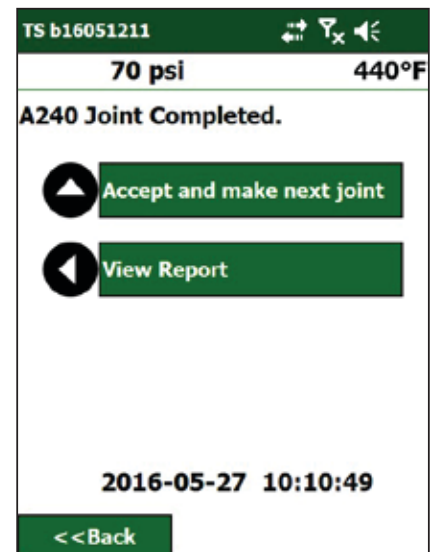 TS b16051211
70 psi 440°F
A240 Joint Completed.
Accept and make next joint
View Report
2016-05-27 10:10:49
<<Back